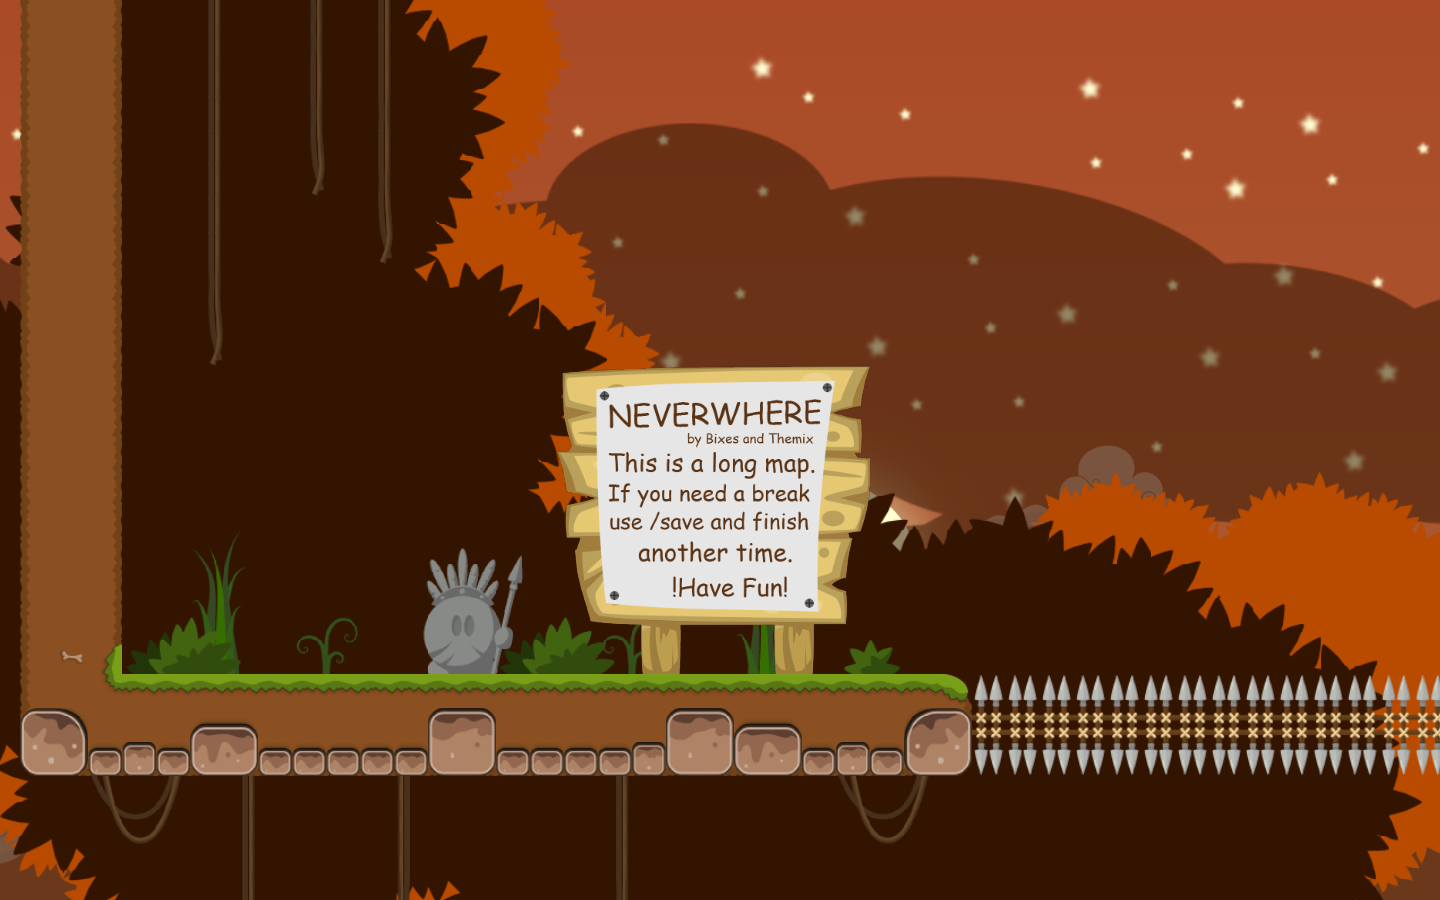 NEVERWHERE
by Bixes and Themix
This is a long map.
If you need a break
use /save and finish
another time.
!Have Fun!